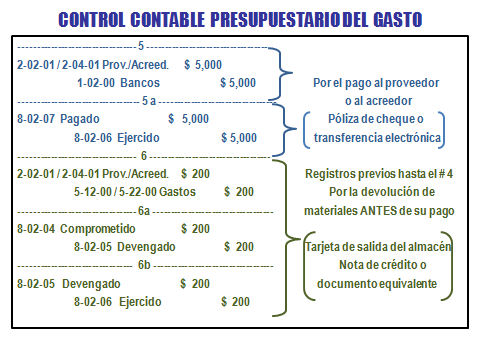 CONTROL CONTABLE PRESUPUESTARIO DEL GASTO
------------------------------ 5 ------------------------------
2-02-01 / 2-04-01 Prov./Acreed. $ 5,000
1-02-00 Bancos $ 5,000
------------------------------ 5 a ------------------------------
8-02-07 Pagado $ 5,000
8-02-06 Ejercido $ 5,000
------------------------------ 6 ------------------------------
2-02-01 / 2-04-01 Prov./Acreed. $ 200
5-12-00 / 5-22-00 Gastos $ 200
------------------------------ 6a ------------------------------
8-02-04 Comprometido $ 200
8-02-05 Devengado $ 200
------------------------------ 6b ------------------------------
8-02-05 Devengado $ 200
8-02-06 Ejercido $ 200
Por el pago al proveedor
o al acreedor
Póliza de cheque o
transferencia electrónica
Registros previos hasta el # 4
Por la devolución de
materiales ANTES de su pago
Tarjeta de salida del almacén
Nota de crédito o
documento equivalente